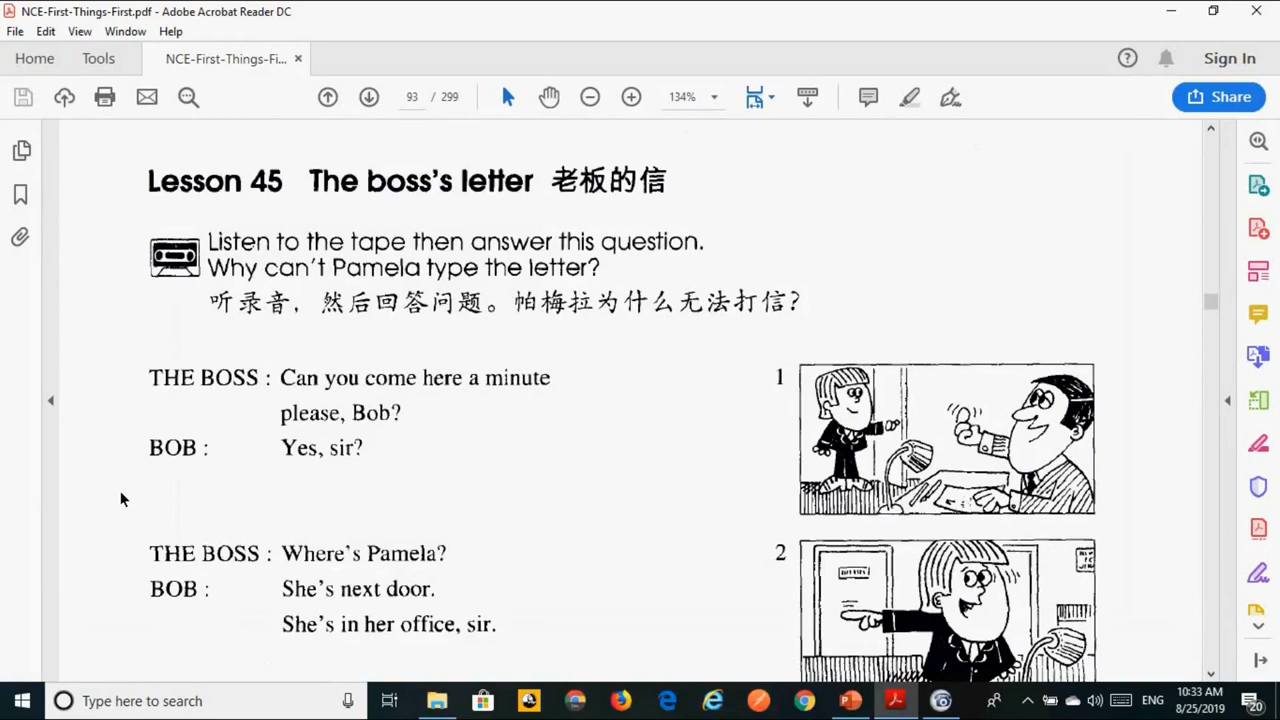 NCE-First-Things-First.pdf - Adobe Acrobat Reader DC
File Edit View Window Help
Home Tools NCE-First-Things-Fi... Sign In
93 / 299 134% Share
Lesson 45 The boss's letter 老板的信
Listen to the tape then answer this question.
Why can't Pamela type the letter?
听录音，然后回答问题。帕梅拉为什么无法打信？
THE BOSS : Can you come here a minute
please, Bob?
BOB : Yes, sir?
1
THE BOSS : Where's Pamela?
BOB : She's next door.
She's in her office, sir.
2
Type here to search
ENG
10:33 AM
8/25/2019
20